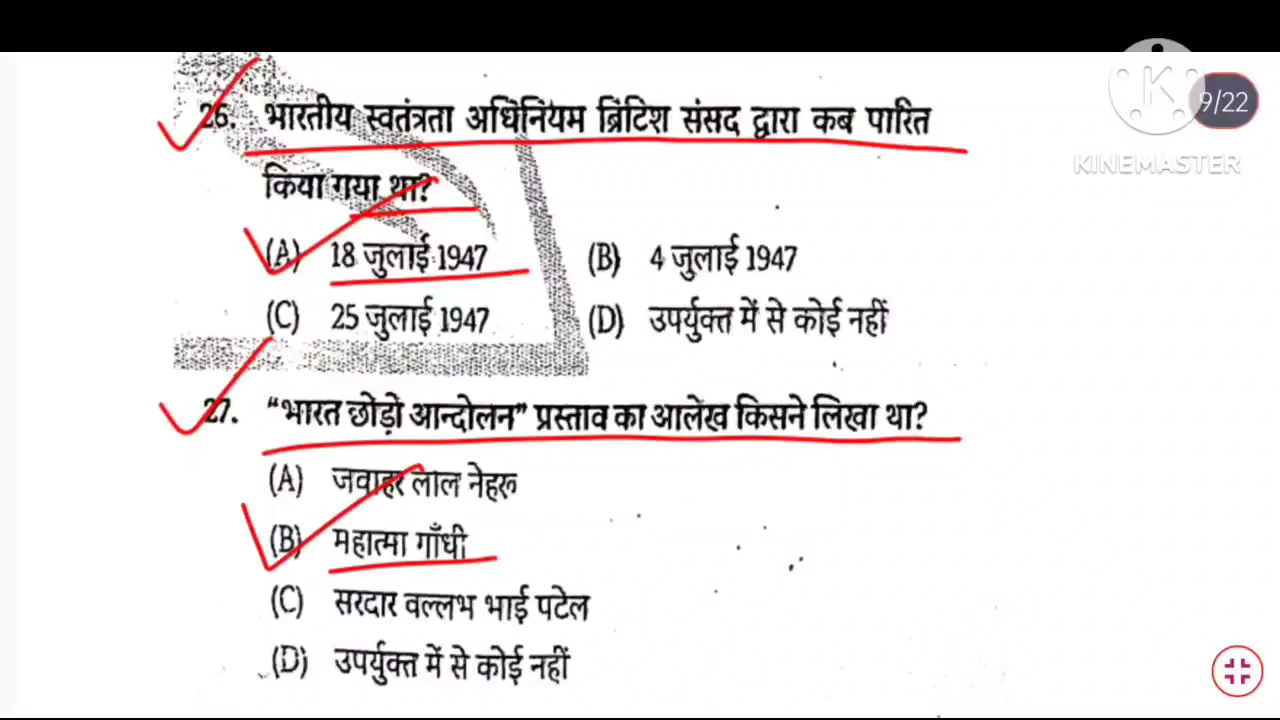 9/22
KINEMASTER
26. भारतीय स्वतंत्रता अधिनियम ब्रिटिश संसद द्वारा कब पारित
किया गया था?
(A) 18 जुलाई 1947 (B) 4 जुलाई 1947
(C) 25 जुलाई 1947 (D) उपर्युक्त में से कोई नहीं
27. “भारत छोड़ो आन्दोलन” प्रस्ताव का आलेख किसने लिखा था?
(A) जवाहर लाल नेहरू
(B) महात्मा गाँधी
(C) सरदार वल्लभ भाई पटेल
(D) उपर्युक्त में से कोई नहीं